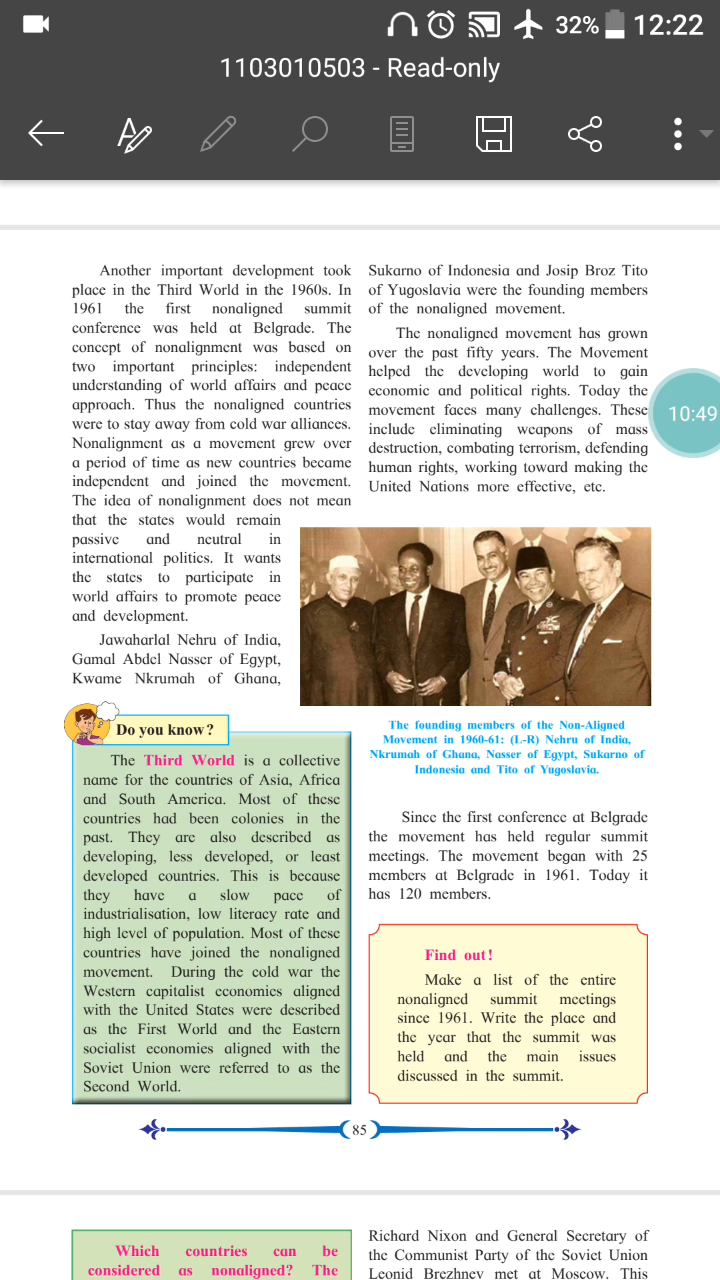 32% 12:22
1103010503 - Read-only
Another important development took
place in the Third World in the 1960s. In
1961 the first nonaligned summit
conference was held at Belgrade. The
concept of nonalignment was based on
two important principles: independent
understanding of world affairs and peace
approach. Thus the nonaligned countries
were to stay away from cold war alliances.
Nonalignment as a movement grew over
a period of time as new countries became
independent and joined the movement.
The idea of nonalignment does not mean
that the states would remain
passive and neutral in
international politics. It wants
the states to participate in
world affairs to promote peace
and development.
Jawaharlal Nehru of India,
Gamal Abdel Nasser of Egypt,
Kwame Nkrumah of Ghana,
Do you know?
The Third World is a collective
name for the countries of Asia, Africa
and South America. Most of these
countries had been colonies in the
past. They are also described as
developing, less developed, or least
developed countries. This is because
they have a slow pace of
industrialisation, low literacy rate and
high level of population. Most of these
countries have joined the nonaligned
movement. During the cold war the
Western capitalist economies aligned
with the United States were described
as the First World and the Eastern
socialist economies aligned with the
Soviet Union were referred to as the
Second World.
Sukarno of Indonesia and Josip Broz Tito
of Yugoslavia were the founding members
of the nonaligned movement.
The nonaligned movement has grown
over the past fifty years. The Movement
helped the developing world to gain
economic and political rights. Today the
movement faces many challenges. These
include eliminating weapons of mass
destruction, combating terrorism, defending
human rights, working toward making the
United Nations more effective, etc.
10:49
The founding members of the Non-Aligned
Movement in 1960-61: (L-R) Nehru of India,
Nkrumah of Ghana, Nasser of Egypt, Sukarno of
Indonesia and Tito of Yugoslavia.
Since the first conference at Belgrade
the movement has held regular summit
meetings. The movement began with 25
members at Belgrade in 1961. Today it
has 120 members.
Find out!
Make a list of the entire
nonaligned summit meetings
since 1961. Write the place and
the year that the summit was
held and the main issues
discussed in the summit.
85
Which countries can be
considered as nonaligned? The
Richard Nixon and General Secretary of
the Communist Party of the Soviet Union
Leonid Brezhnev met at Moscow. This